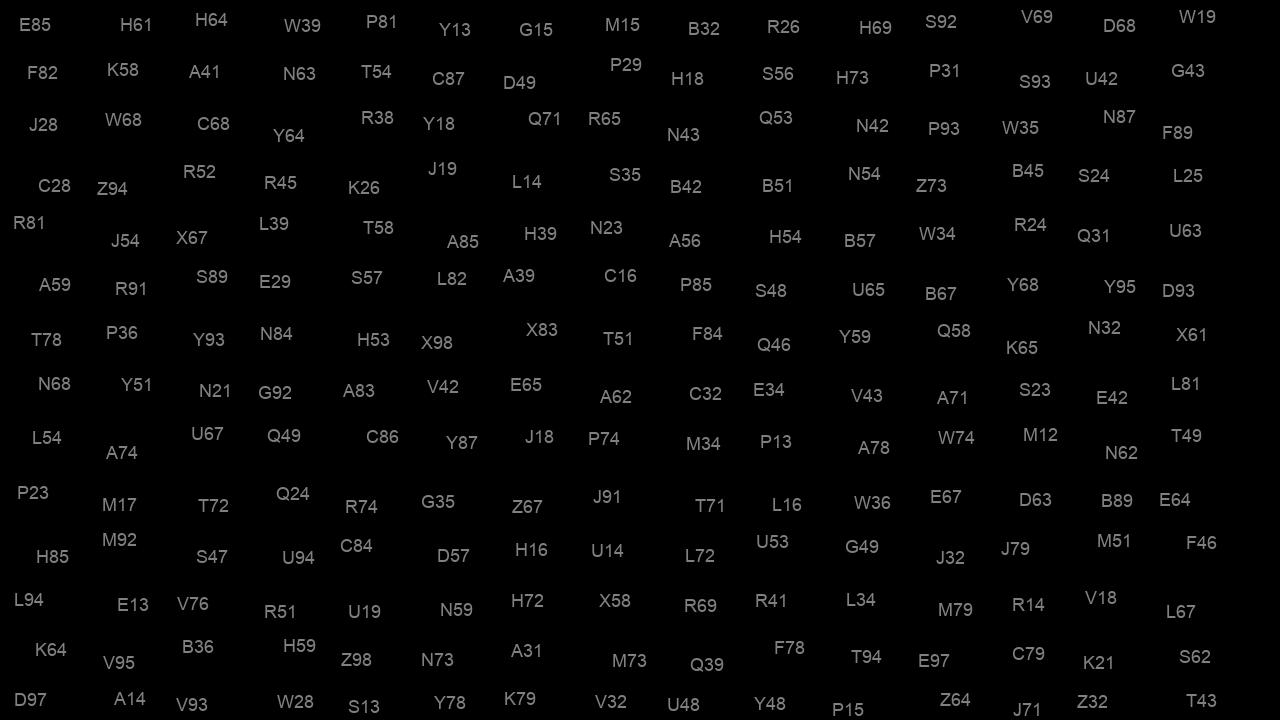 E85 H61 H64 W39 P81 Y13 G15 M15 B32 R26 H69 S92 V69 D68 W19
F82 K58 A41 N63 T54 C87 D49 P29 H18 S56 H73 P31 S93 U42 G43
J28 W68 C68 Y64 R38 Y18 Q71 R65 N43 Q53 N42 P93 W35 N87 F89
C28 Z94 R52 R45 K26 J19 L14 S35 B42 B51 N54 Z73 B45 S24 L25
R81 J54 X67 L39 T58 A85 H39 N23 A56 H54 B57 W34 R24 Q31 U63
A59 R91 S89 E29 S57 L82 A39 C16 P85 S48 U65 B67 Y68 Y95 D93
T78 P36 Y93 N84 H53 X98 X83 T51 F84 Q46 Y59 Q58 K65 N32 X61
N68 Y51 N21 G92 A83 V42 E65 A62 C32 E34 V43 A71 S23 E42 L81
L54 A74 U67 Q49 C86 Y87 J18 P74 M34 P13 A78 W74 M12 N62 T49
P23 M17 T72 Q24 R74 G35 Z67 J91 T71 L16 W36 E67 D63 B89 E64
H85 M92 S47 U94 C84 D57 H16 U14 L72 U53 G49 J32 J79 M51 F46
L94 E13 V76 R51 U19 N59 H72 X58 R69 R41 L34 M79 R14 V18 L67
K64 V95 B36 H59 Z98 N73 A31 M73 Q39 F78 T94 E97 C79 K21 S62
D97 A14 V93 W28 S13 Y78 K79 V32 U48 Y48 P15 Z64 J71 Z32 T43